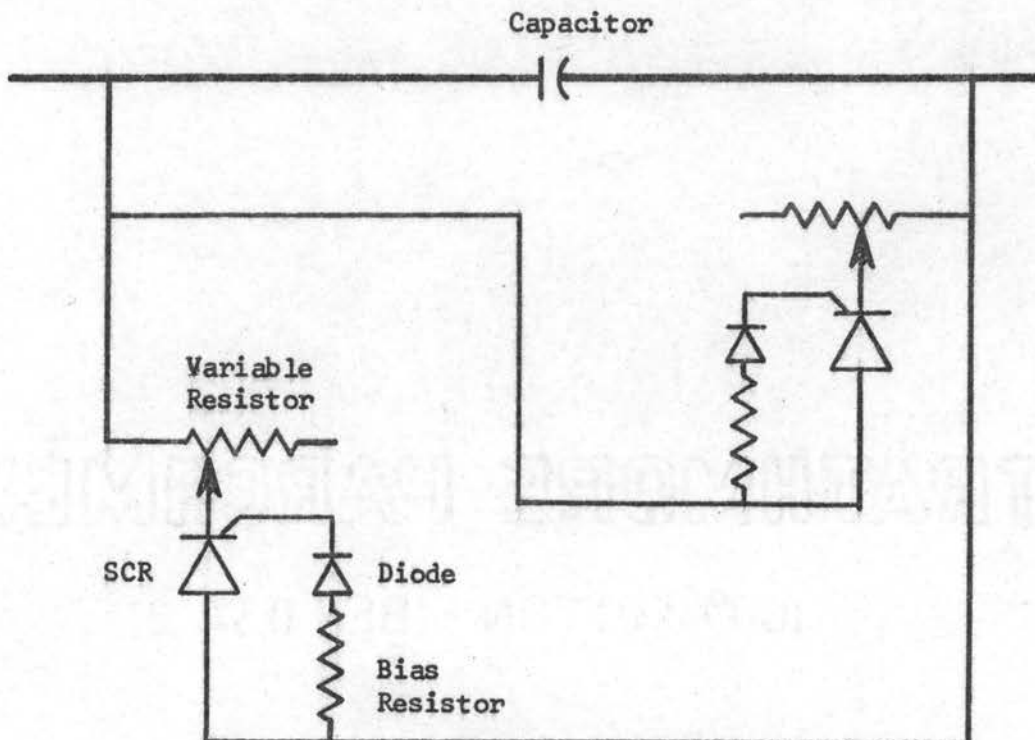 Capacitor
Variable
Resistor
SCR
Diode
Bias
Resistor